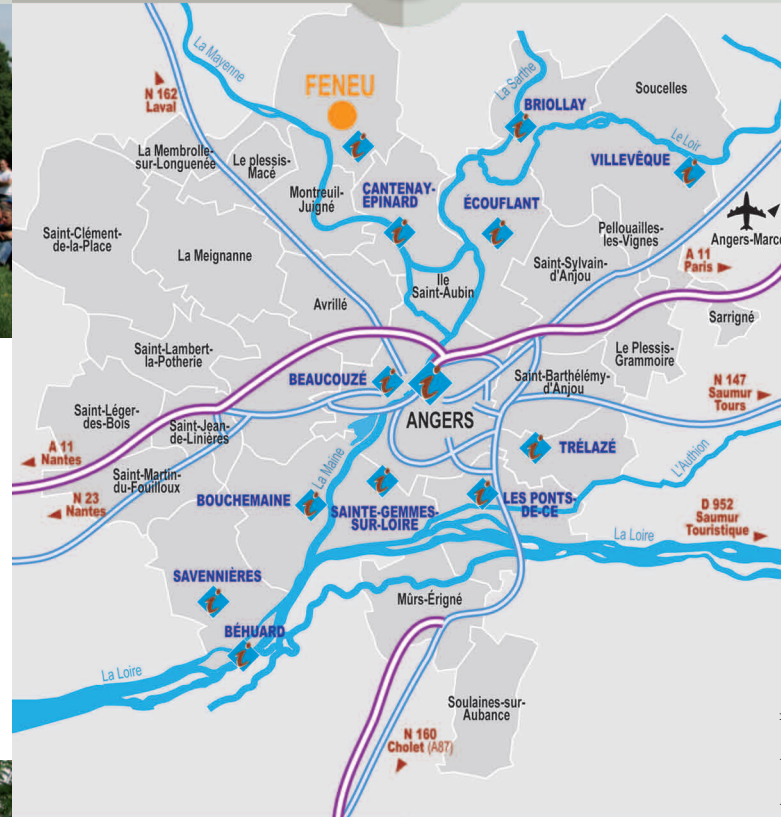 La Mayenne
FENEU
N 162
Laval
La Sarthe
BRIOLLAY
Soucelles
Le Loir
VILLEVÊQUE
La Membrolle-
sur-Longuenée
Le plessis-
Macé
Montreuil-
Juigné
CANTENAY-
ÉPINARD
ÉCOUFLANT
Saint-Clément-
de-la-Place
La Meignanne
Pellouailles-
les-Vignes
Angers-Marcé
A 11
Paris
Saint-Sylvain-
d'Anjou
Ile
Saint-Aubin
Avrillé
Sarrigné
Saint-Lambert-
la-Potherie
Le Plessis-
Grammoire
BEAUCOUZÉ
Saint-Barthélémy-
d'Anjou
N 147
Saumur
Tours
ANGERS
Saint-Léger-
des-Bois
Saint-Jean-
de-Linières
A 11
Nantes
TRÉLAZÉ
L'Authion
La Maine
Saint-Martin-
du-Fouilloux
N 23
Nantes
BOUCHEMAINE
SAINTE-GEMMES-
SUR-LOIRE
LES PONTS-
DE-CE
D 952
Saumur
Touristique
La Loire
SAVENNIÈRES
Mûrs-Érigné
BÉHUARD
La Loire
Soulaines-sur-
Aubance
N 160
Cholet (A87)